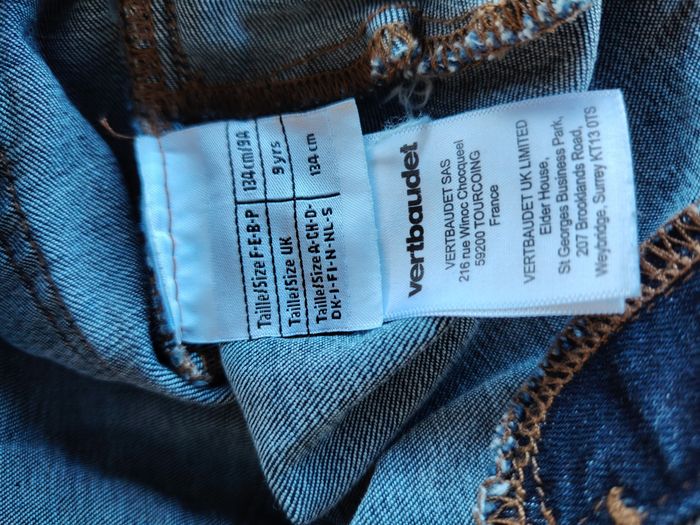 Taille/Size F-E-B-P 134 cm/9A
Taille/Size UK 9 yrs
Taille/Size A-CH-D- 134 cm
DK-I-FI-N-NL-S
vertbaudet
VERTBAUDET SAS
216 rue Winoc Chocqueel
59200 TOURCOING
France
VERTBAUDET UK LIMITED
Elder House,
St Georges Business Park,
207 Brooklands Road,
Weybridge, Surrey KT13 0TS